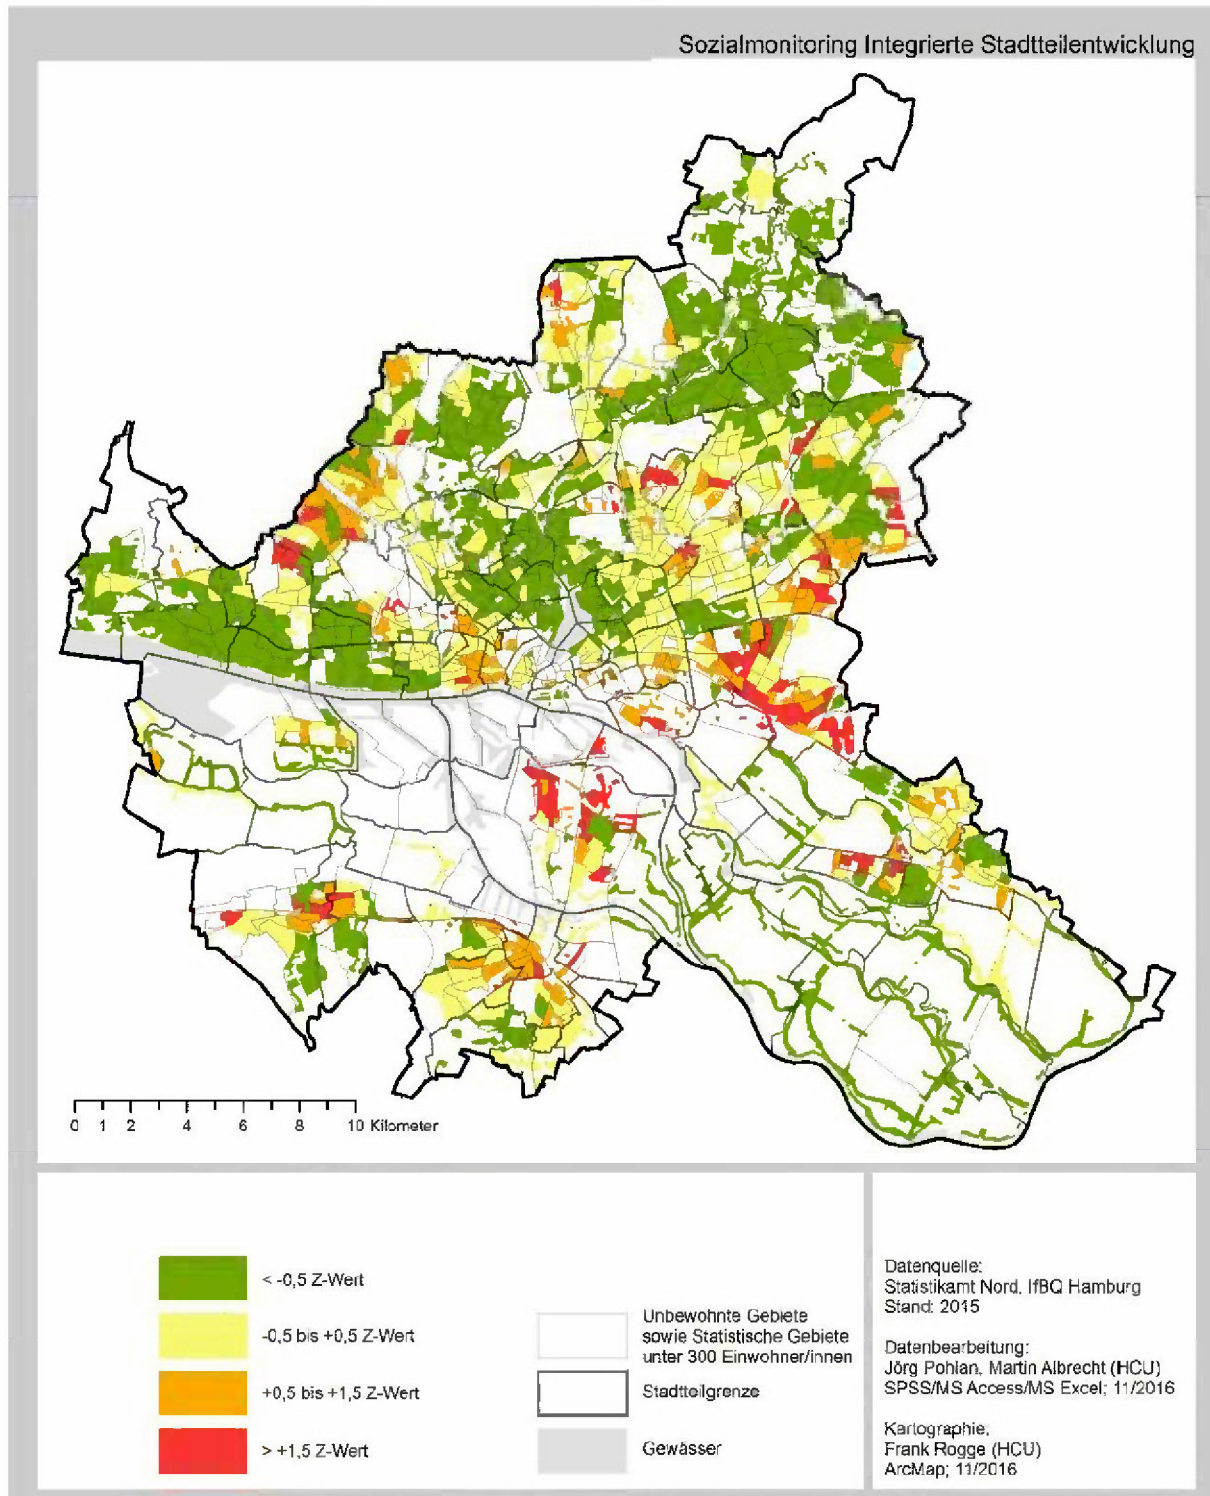 Sozialmonitoring Integrierte Stadtteilentwicklung
0 1 2 4 6 8 10 Kilometer
< -0,5 Z-Wert
-0,5 bis +0,5 Z-Wert
+0,5 bis +1,5 Z-Wert
> +1,5 Z-Wert
Unbewohnte Gebiete
sowie Statistische Gebiete
unter 300 Einwohner/innen
Stadtteilgrenze
Gewässer
Datenquelle:
Statistikamt Nord, IfBQ Hamburg
Stand: 2015
Datenbearbeitung:
Jörg Pohlan, Martin Albrecht (HCU)
SPSS/MS Access/MS Excel; 11/2016
Kartographie:
Frank Rogge (HCU)
ArcMap; 11/2016